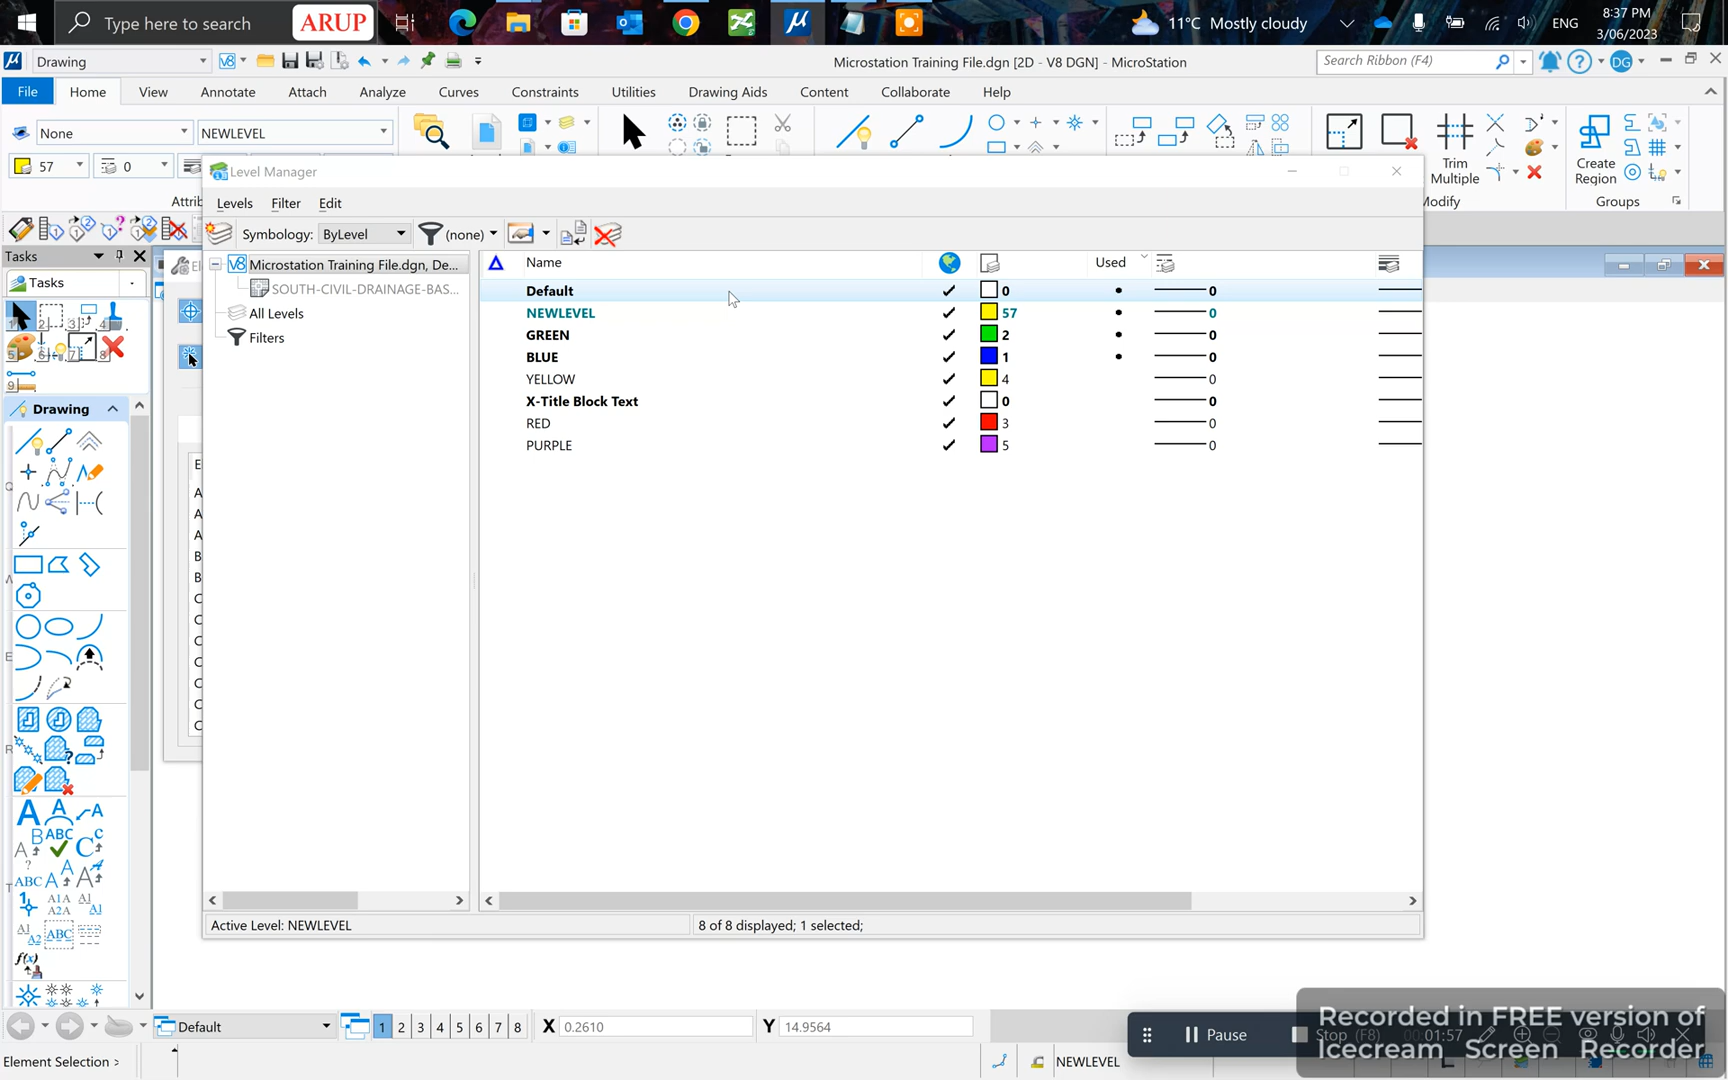 Type here to search
ARUP
11°C Mostly cloudy
ENG
8:37 PM
3/06/2023
Drawing
V8
Microstation Training File.dgn [2D - V8 DGN] - MicroStation
Search Ribbon (F4)
DG
File
Home
View
Annotate
Attach
Analyze
Curves
Constraints
Utilities
Drawing Aids
Content
Collaborate
Help
None
NEWLEVEL
57
0
Trim
Multiple
Create
Region
Groups
Level Manager
Levels
Filter
Edit
Symbology:
ByLevel
(none)
Tasks
Tasks
V8 Microstation Training File.dgn, De...
SOUTH-CIVIL-DRAINAGE-BAS...
All Levels
Filters
Name
Used
Default 0 0
NEWLEVEL 57 0
GREEN 2 0
BLUE 1 0
YELLOW 4 0
X-Title Block Text 0 0
RED 3 0
PURPLE 5 0
Drawing
Active Level: NEWLEVEL
8 of 8 displayed; 1 selected;
Default
1 2 3 4 5 6 7 8
X 0.2610
Y 14.9564
Pause
Stop (F8)
01:57
Element Selection >
NEWLEVEL
Recorded in FREE version of
Icecream Screen Recorder